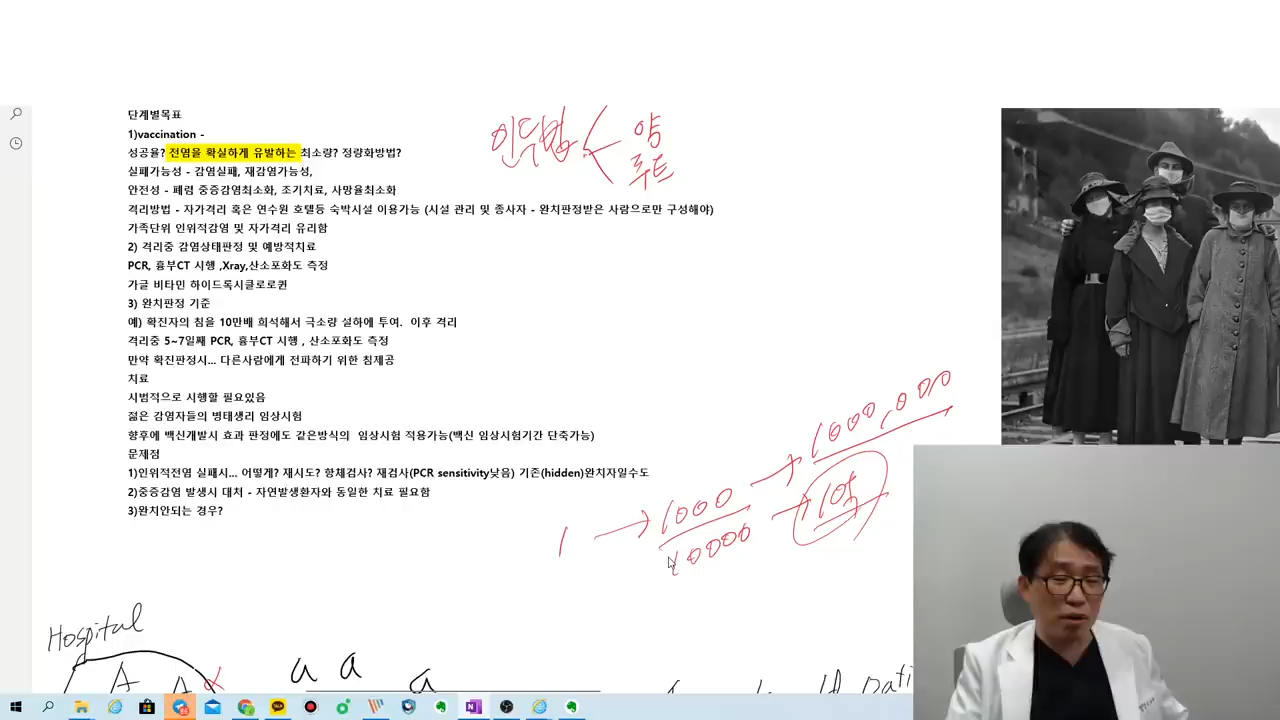 단계별목표
1)vaccination -
성공율? 전염을 확실하게 유발하는 최소량? 정량화방법?
실패가능성 - 감염실패, 재감염가능성,
안전성 - 폐렴 중증감염최소화, 조기치료, 사망율최소화
격리방법 - 자가격리 혹은 연수원 호텔등 숙박시설 이용가능 (시설 관리 및 종사자 - 완치판정받은 사람으로만 구성해야)
가족단위 인위적감염 및 자가격리 유리함
2) 격리중 감염상태판정 및 예방적치료
PCR, 흉부CT 시행 ,Xray,산소포화도 측정
가글 비타민 하이드록시클로로퀸
3) 완치판정 기준
예) 확진자의 침을 10만배 희석해서 극소량 설하에 투여. 이후 격리
격리중 5~7일째 PCR, 흉부CT 시행 , 산소포화도 측정
만약 확진판정시... 다른사람에게 전파하기 위한 침제공
치료
시범적으로 시행할 필요있음
젊은 감염자들의 병태생리 임상시험
향후에 백신개발시 효과 판정에도 같은방식의 임상시험 적용가능(백신 임상시험기간 단축가능)
문제점
1)인위적전염 실패시... 어떻게? 재시도? 항체검사? 재검사(PCR sensitivity낮음) 기존(hidden)완치자일수도
2)중증감염 발생시 대처 - 자연발생환자와 동일한 치료 필요함
3)완치안되는 경우?
인두법 < 양
루트
1 → 1000 → 1000,000
10000 → 1억
Hospital
A A α
a a a